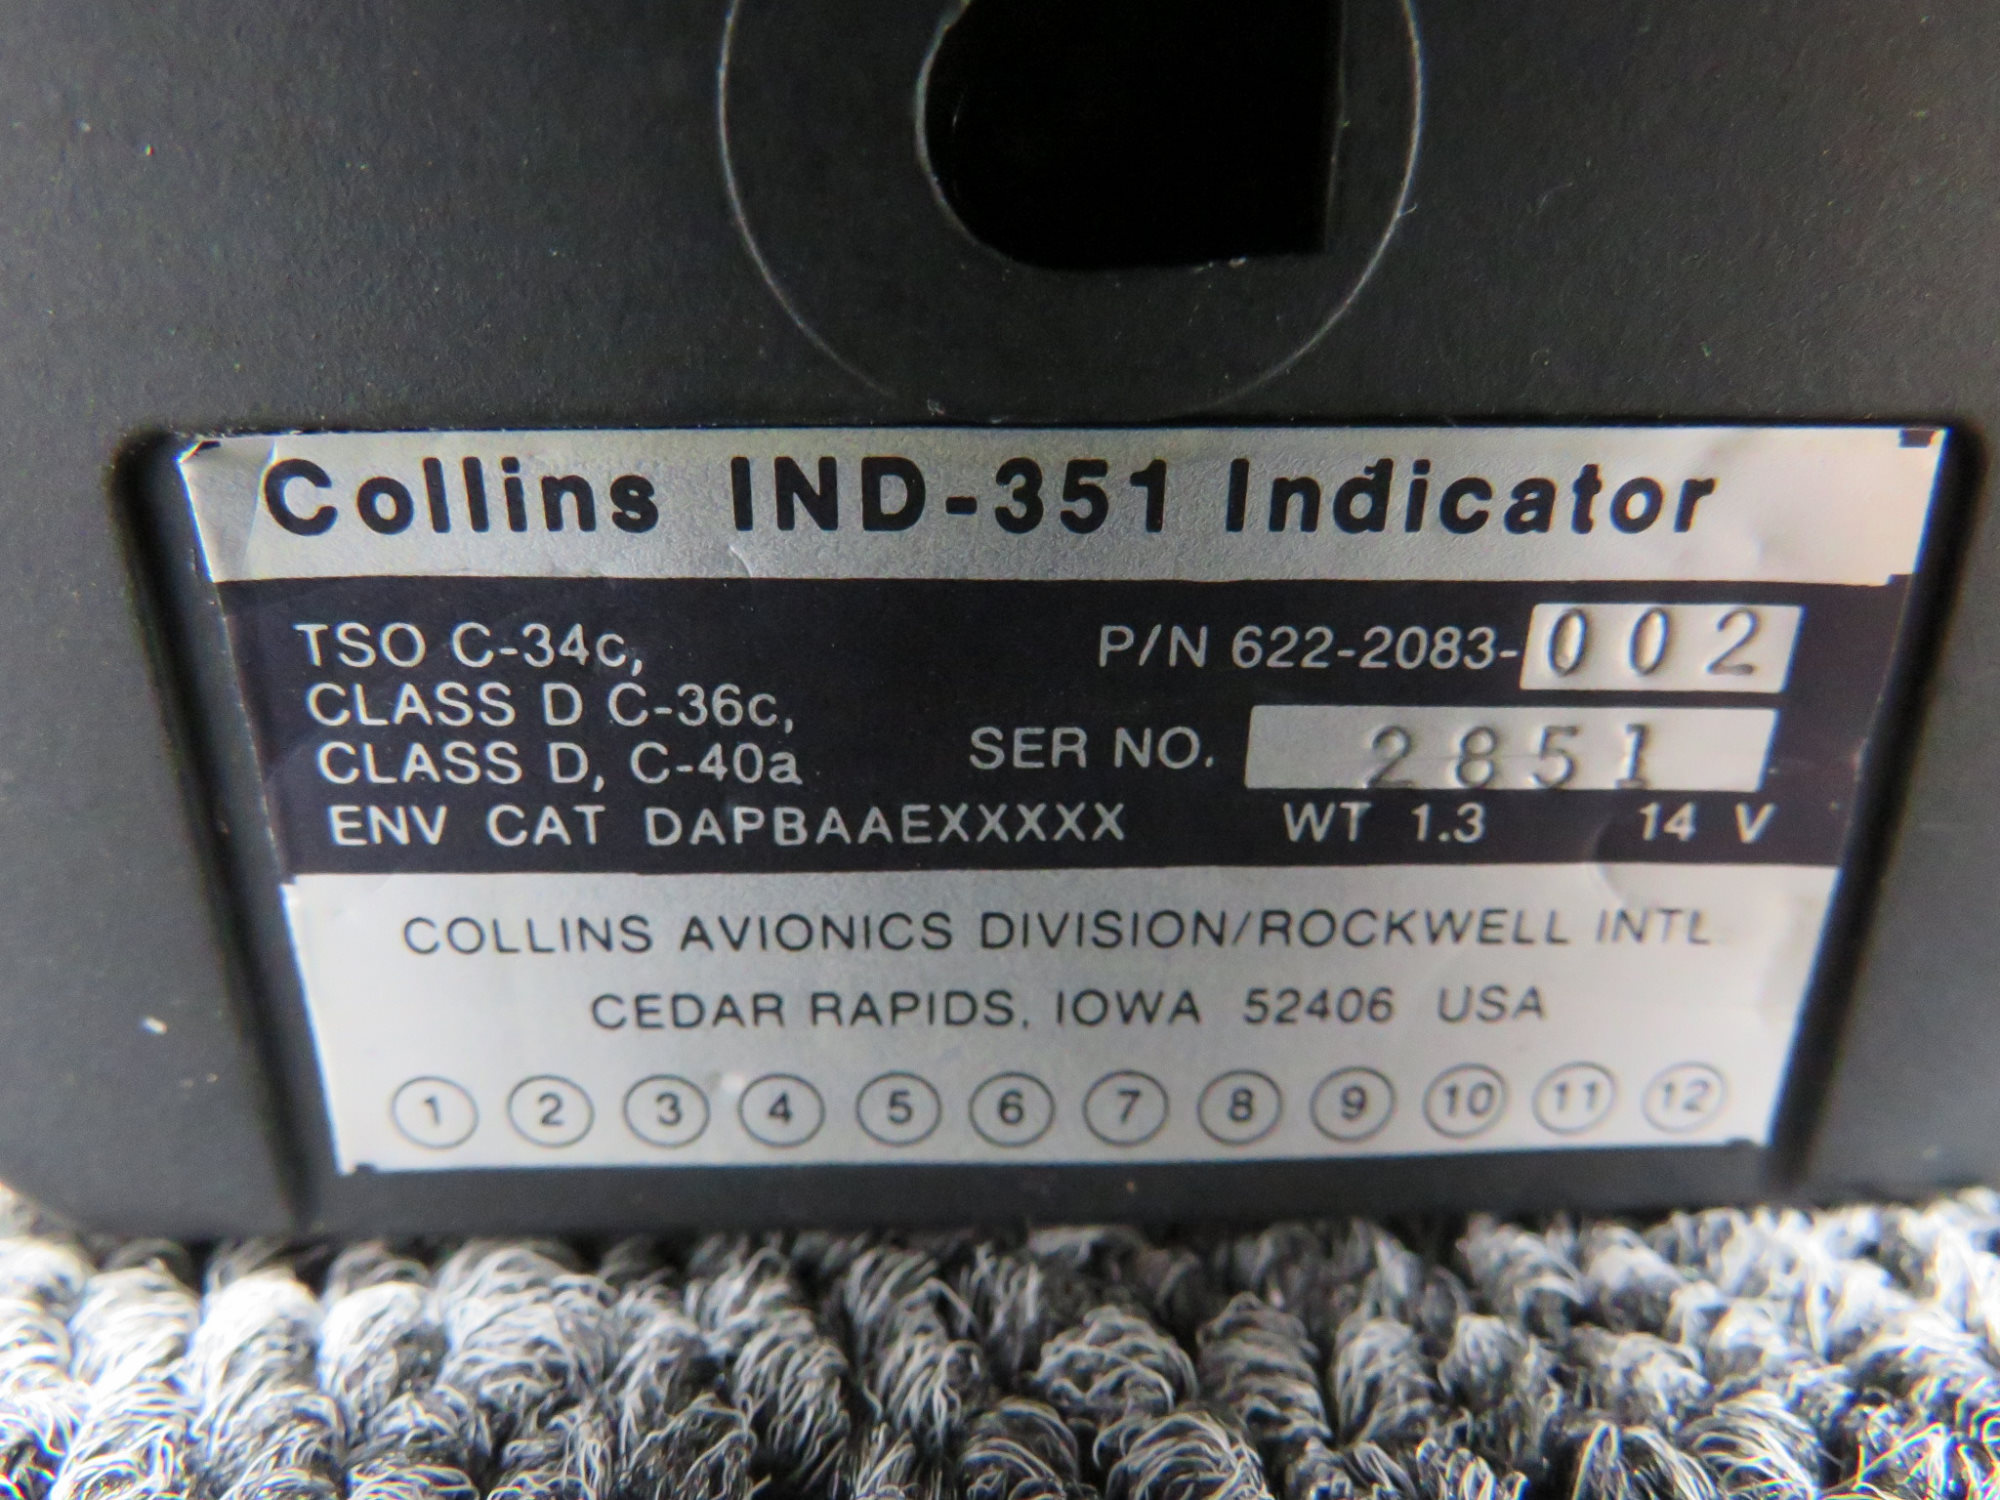 Collins IND-351 Indicator
TSO C-34c, P/N 622-2083-002
CLASS D C-36c,
CLASS D, C-40a SER NO. 2851
ENV CAT DAPBAAEXXXXX WT 1.3 14 V
COLLINS AVIONICS DIVISION/ROCKWELL INTL
CEDAR RAPIDS, IOWA 52406 USA
1 2 3 4 5 6 7 8 9 10 11 12